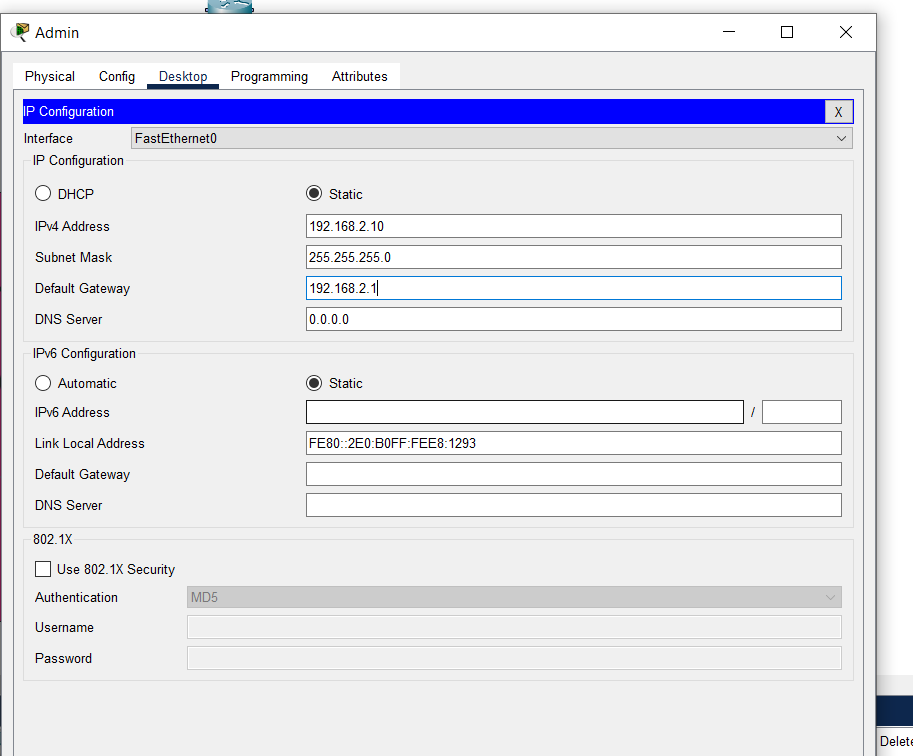 Admin
Physical Config Desktop Programming Attributes
IP Configuration X
Interface FastEthernet0
IP Configuration
DHCP Static
IPv4 Address 192.168.2.10
Subnet Mask 255.255.255.0
Default Gateway 192.168.2.1
DNS Server 0.0.0.0
IPv6 Configuration
Automatic Static
IPv6 Address /
Link Local Address FE80::2E0:B0FF:FEE8:1293
Default Gateway
DNS Server
802.1X
Use 802.1X Security
Authentication MD5
Username
Password
Delete